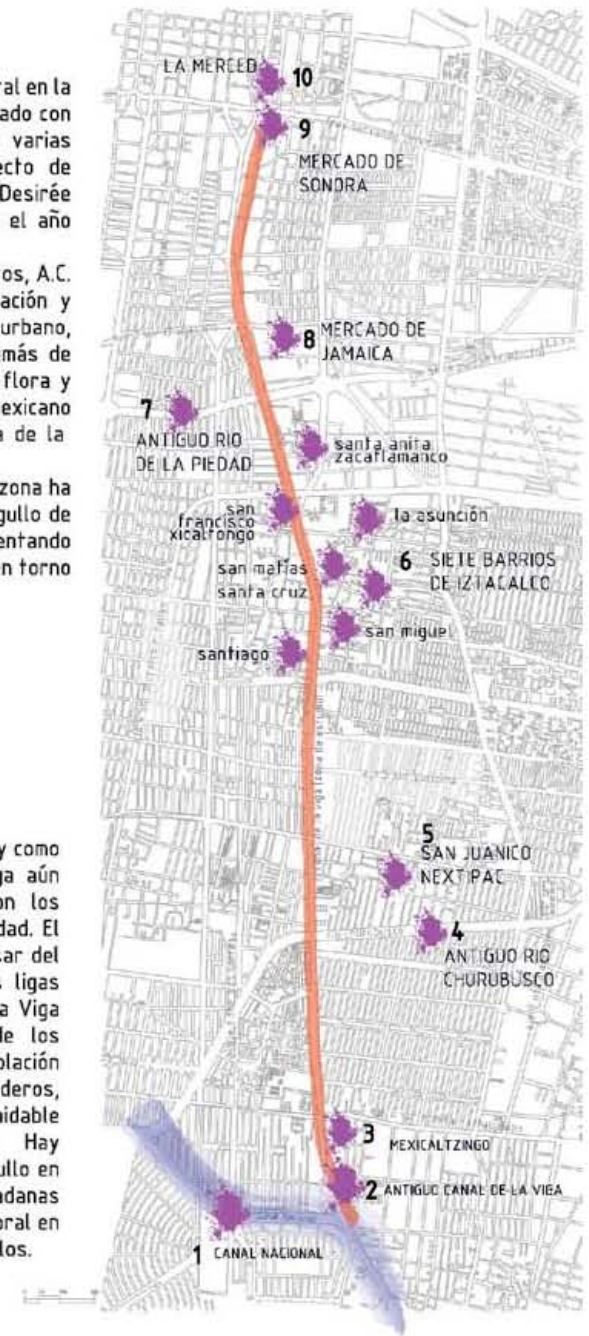 ral en la
ado con
varias
ecto de
Desirée
el año
os, A.C.
ación y
urbano,
emás de
flora y
exicano
a de la
zona ha
gullo de
entando
en torno
y como
ga aún
on los
dad. El
sar del
s ligas
a Viga
de los
olación
deros,
nidable
Hay
ullo en
adanas
oral en
los.
LA MERCED
10
9
MERCADO DE
SONDRA
8 MERCADO DE
JAMAICA
7
ANTIGUO RIO
DE LA PIEDAD
santa anita
zacatlamanco
san
francisco
xicaltongo
la asunción
san matías
santa cruz
6 SIETE BARRIOS
DE IZTACALCO
san miguel
santiago
5
SAN JUANICO
NEXTIPAC
4
ANTIGUO RIO
CHURUBUSCO
3
MEXICALTZINGO
2 ANTIGUO CANAL DE LA VIGA
1 CANAL NACIONAL